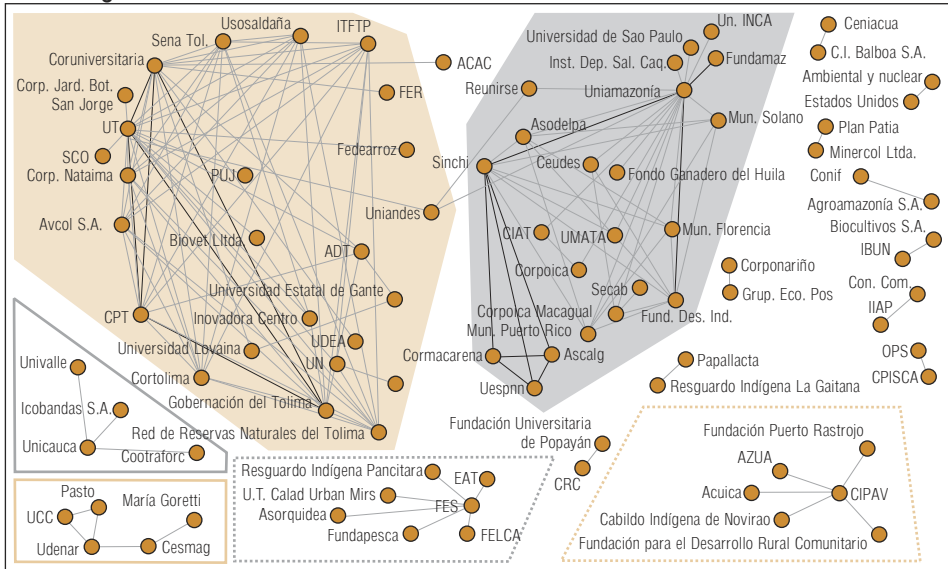 Usosaldaña
Sena Tol.
ITFTP
Coruniversitaria
ACAC
Corp. Jard. Bot.
San Jorge
FER
UT
Fedearroz
SCO
PUJ
Corp. Nataima
Uniandes
Avcol S.A.
Biovet Lltda.
ADT
Universidad Estatal de Gante
CPT
Inovadora Centro
UDEA
Universidad Lovaina
UN
Cortolima
Gobernación del Tolima
Red de Reservas Naturales del Tolima
Un. INCA
Universidad de Sao Paulo
Inst. Dep. Sal. Caq.
Fundamaz
Reunirse
Uniamazonía
Asodelpa
Mun. Solano
Sinchi
Ceudes
Fondo Ganadero del Huila
CIAT
UMATA
Mun. Florencia
Corpoica
Secab
Corpoica Macagual
Fund. Des. Ind.
Mun. Puerto Rico
Cormacarena
Ascalg
Uespnn
Ceniacua
C.I. Balboa S.A.
Ambiental y nuclear
Estados Unidos
Plan Patia
Minercol Ltda.
Conif
Agroamazonía S.A.
Biocultivos S.A.
IBUN
Corponariño
Grup. Eco. Pos
Con. Com.
IIAP
OPS
CPISCA
Papallacta
Resguardo Indígena La Gaitana
Univalle
Icobandas S.A.
Unicauca
Cootraforc
Pasto
María Goretti
UCC
Udenar
Cesmag
Resguardo Indígena Pancitara
EAT
U.T. Calad Urban Mirs
FES
Asorquidea
Fundapesca
FELCA
Fundación Universitaria
de Popayán
CRC
Fundación Puerto Rastrojo
AZUA
Acuica
CIPAV
Cabildo Indígena de Novirao
Fundación para el Desarrollo Rural Comunitario